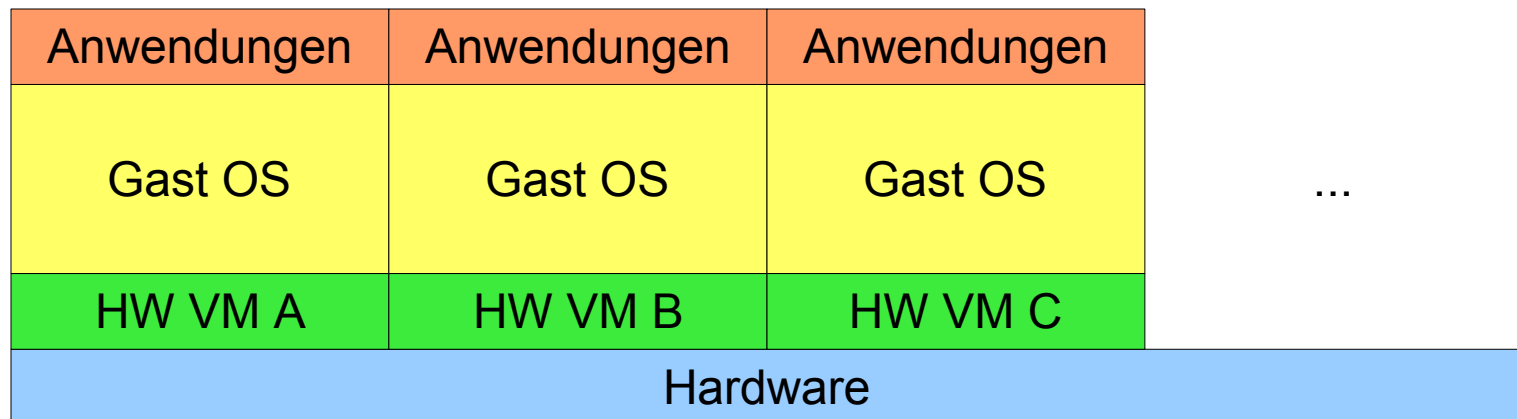 Anwendungen Anwendungen Anwendungen
Gast OS Gast OS Gast OS ...
HW VM A HW VM B HW VM C
Hardware